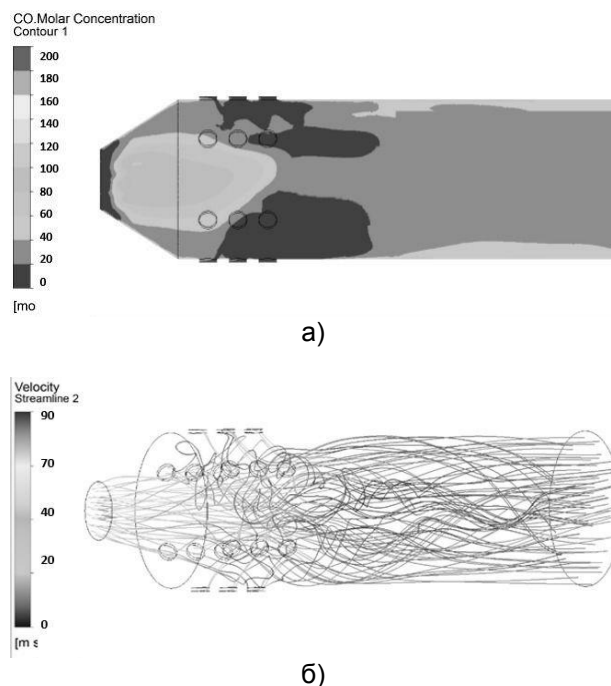 CO.Molar Concentration
Contour 1
200
180
160
140
120
100
80
60
40
20
0
[mo
а)
Velocity
Streamline 2
90
70
40
20
0
[m s
б)